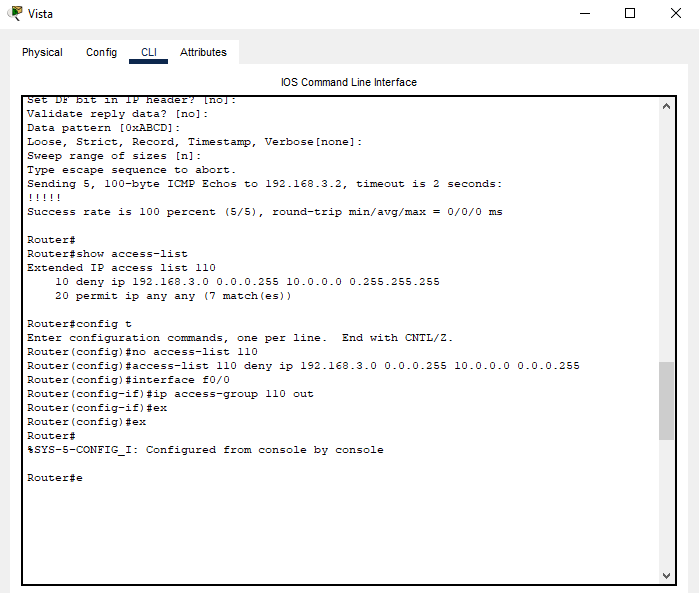 Vista
Physical Config CLI Attributes
IOS Command Line Interface
Set DF bit in IP header? [no]:
Validate reply data? [no]:
Data pattern [0xABCD]:
Loose, Strict, Record, Timestamp, Verbose[none]:
Sweep range of sizes [n]:
Type escape sequence to abort.
Sending 5, 100-byte ICMP Echos to 192.168.3.2, timeout is 2 seconds:
!!!!!
Success rate is 100 percent (5/5), round-trip min/avg/max = 0/0/0 ms
Router#
Router#show access-list
Extended IP access list 110
10 deny ip 192.168.3.0 0.0.0.255 10.0.0.0 0.255.255.255
20 permit ip any any (7 match(es))
Router#config t
Enter configuration commands, one per line. End with CNTL/Z.
Router(config)#no access-list 110
Router(config)#access-list 110 deny ip 192.168.3.0 0.0.0.255 10.0.0.0 0.0.0.255
Router(config)#interface f0/0
Router(config-if)#ip access-group 110 out
Router(config-if)#ex
Router(config)#ex
Router#
%SYS-5-CONFIG_I: Configured from console by console
Router#e